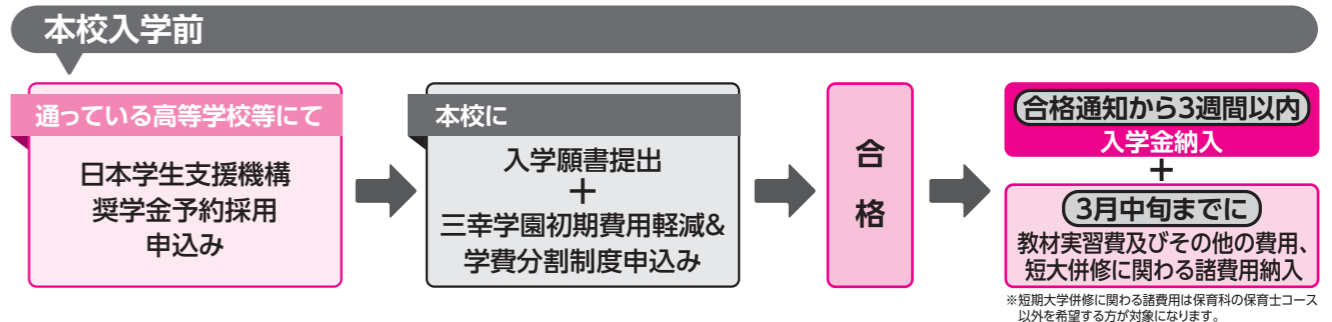 本校入学前
通っている高等学校等にて
日本学生支援機構
奨学金予約採用
申込み
本校に
入学願書提出
＋
三幸学園初期費用軽減&
学費分割制度申込み
合
格
合格通知から3週間以内
入学金納入
＋
3月中旬までに
教材実習費及びその他の費用、
短大併修に関わる諸費用納入
※短期大学併修に関わる諸費用は保育科の保育士コース
以外を希望する方が対象になります。